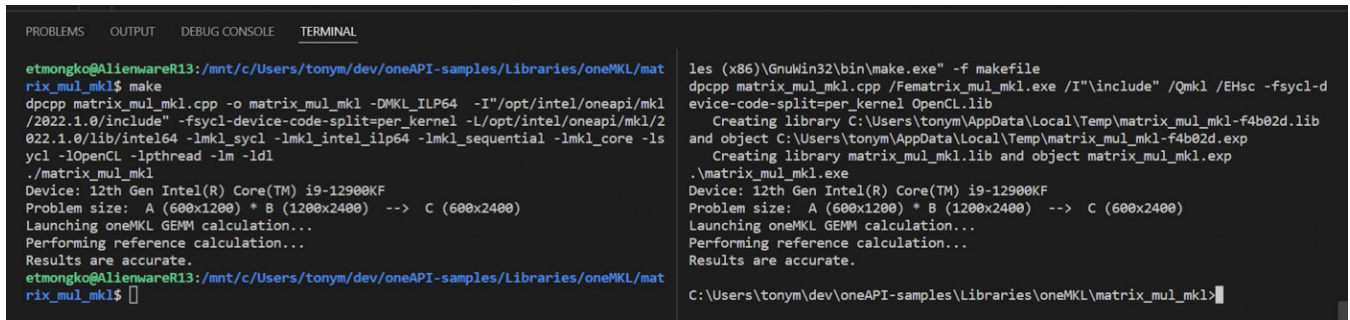 PROBLEMS OUTPUT DEBUG CONSOLE TERMINAL
etmongko@AlienwareR13:/mnt/c/Users/tonym/dev/oneAPI-samples/Libraries/oneMKL/mat
rix_mul_mkl$ make
dpcpp matrix_mul_mkl.cpp -o matrix_mul_mkl -DMKL_ILP64 -I"/opt/intel/oneapi/mkl
/2022.1.0/include" -fsycl-device-code-split=per_kernel -L/opt/intel/oneapi/mkl/2
022.1.0/lib/intel64 -lmkl_sycl -lmkl_intel_ilp64 -lmkl_sequential -lmkl_core -ls
ycl -lOpenCL -lpthread -lm -ldl
./matrix_mul_mkl
Device: 12th Gen Intel(R) Core(TM) i9-12900KF
Problem size: A (600x1200) * B (1200x2400) --> C (600x2400)
Launching oneMKL GEMM calculation...
Performing reference calculation...
Results are accurate.
etmongko@AlienwareR13:/mnt/c/Users/tonym/dev/oneAPI-samples/Libraries/oneMKL/mat
rix_mul_mkl$
les (x86)\GnuWin32\bin\make.exe" -f makefile
dpcpp matrix_mul_mkl.cpp /Fematrix_mul_mkl.exe /I"\include" /Qmkl /EHsc -fsycl-d
evice-code-split=per_kernel OpenCL.lib
Creating library C:\Users\tonym\AppData\Local\Temp\matrix_mul_mkl-f4b02d.lib
and object C:\Users\tonym\AppData\Local\Temp\matrix_mul_mkl-f4b02d.exp
Creating library matrix_mul_mkl.lib and object matrix_mul_mkl.exp
.\matrix_mul_mkl.exe
Device: 12th Gen Intel(R) Core(TM) i9-12900KF
Problem size: A (600x1200) * B (1200x2400) --> C (600x2400)
Launching oneMKL GEMM calculation...
Performing reference calculation...
Results are accurate.
C:\Users\tonym\dev\oneAPI-samples\Libraries\oneMKL\matrix_mul_mkl>